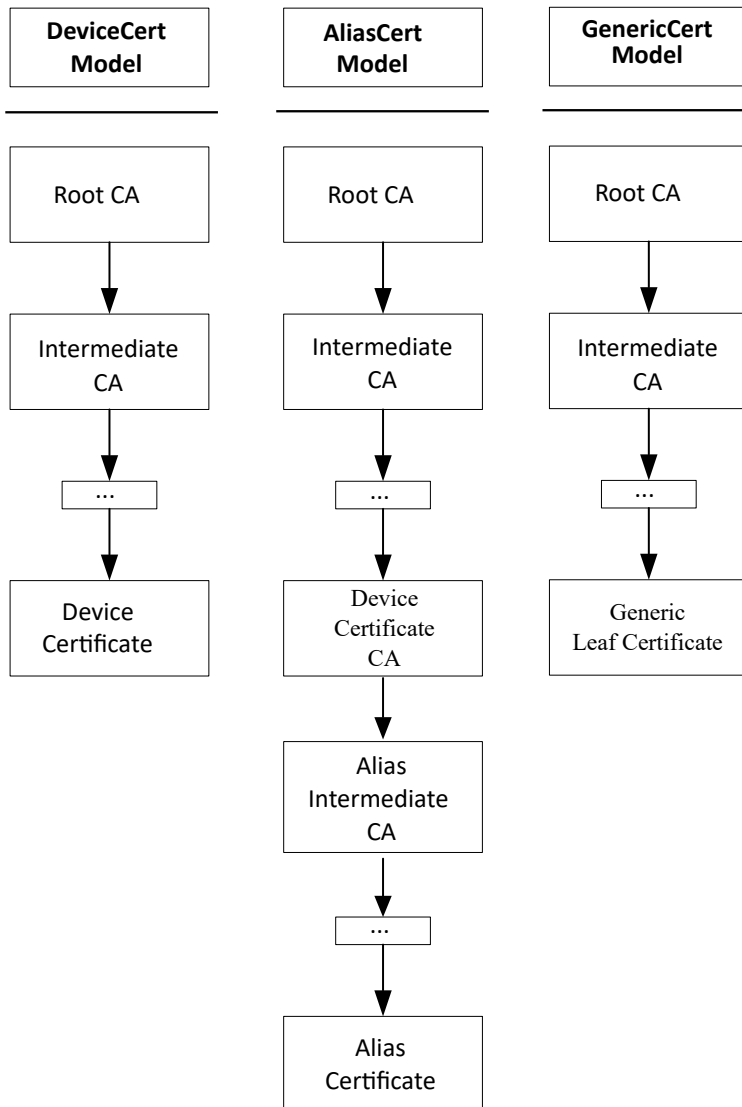 DeviceCert
Model
Root CA
Intermediate
CA
...
Device
Certificate
AliasCert
Model
Root CA
Intermediate
CA
...
Device
Certificate
CA
Alias
Intermediate
CA
...
Alias
Certificate
GenericCert
Model
Root CA
Intermediate
CA
...
Generic
Leaf Certificate